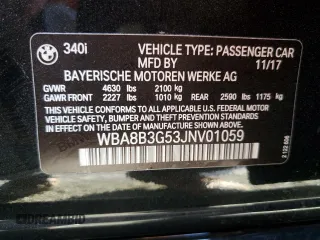 BMW
340i VEHICLE TYPE: PASSENGER CAR
MFD BY 11/17
BAYERISCHE MOTOREN WERKE AG
GVWR 4630 lbs 2100 kg
GAWR FRONT 2227 lbs 1010 kg REAR 2590 lbs 1175 kg
THIS VEHICLE CONFORMS TO ALL APPLICABLE U.S. FEDERAL MOTOR
VEHICLE SAFETY, BUMPER, AND THEFT PREVENTION STANDARDS
IN EFFECT ON THE DATE OF MANUFACTURE SHOWN ABOVE.
WBA8B3G53JNV01059